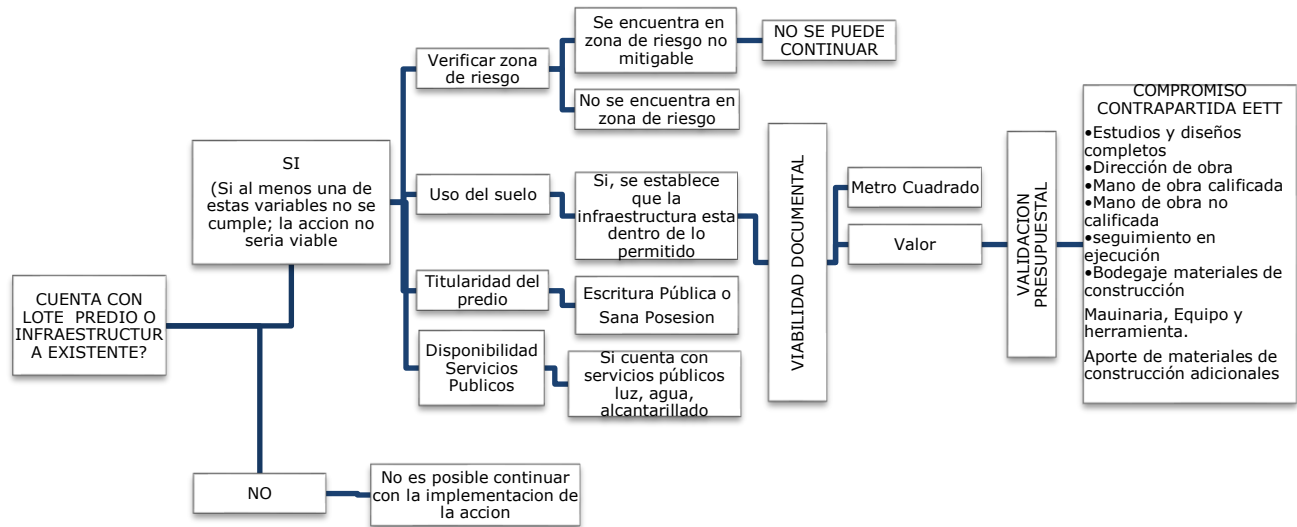 CUENTA CON
LOTE PREDIO O
INFRAESTRUCTUR
A EXISTENTE?
SI
(Si al menos una de
estas variables no se
cumple; la accion no
seria viable
Verificar zona
de riesgo
Se encuentra en
zona de riesgo no
mitigable
NO SE PUEDE
CONTINUAR
No se encuentra en
zona de riesgo
Uso del suelo
Si, se establece
que la
infraestructura esta
dentro de lo
permitido
Titularidad del
predio
Escritura Pública o
Sana Posesion
Disponibilidad
Servicios
Publicos
Si cuenta con
servicios públicos
luz, agua,
alcantarillado
VIABILIDAD DOCUMENTAL
Metro Cuadrado
Valor
VALIDACION
PRESUPUESTAL
COMPROMISO
CONTRAPARTIDA EETT
•Estudios y diseños
completos
•Dirección de obra
•Mano de obra calificada
•Mano de obra no
calificada
•seguimiento en
ejecución
•Bodegaje materiales de
construcción
Mauinaria, Equipo y
herramienta.
Aporte de materiales de
construcción adicionales
NO
No es posible continuar
con la implementacion de
la accion